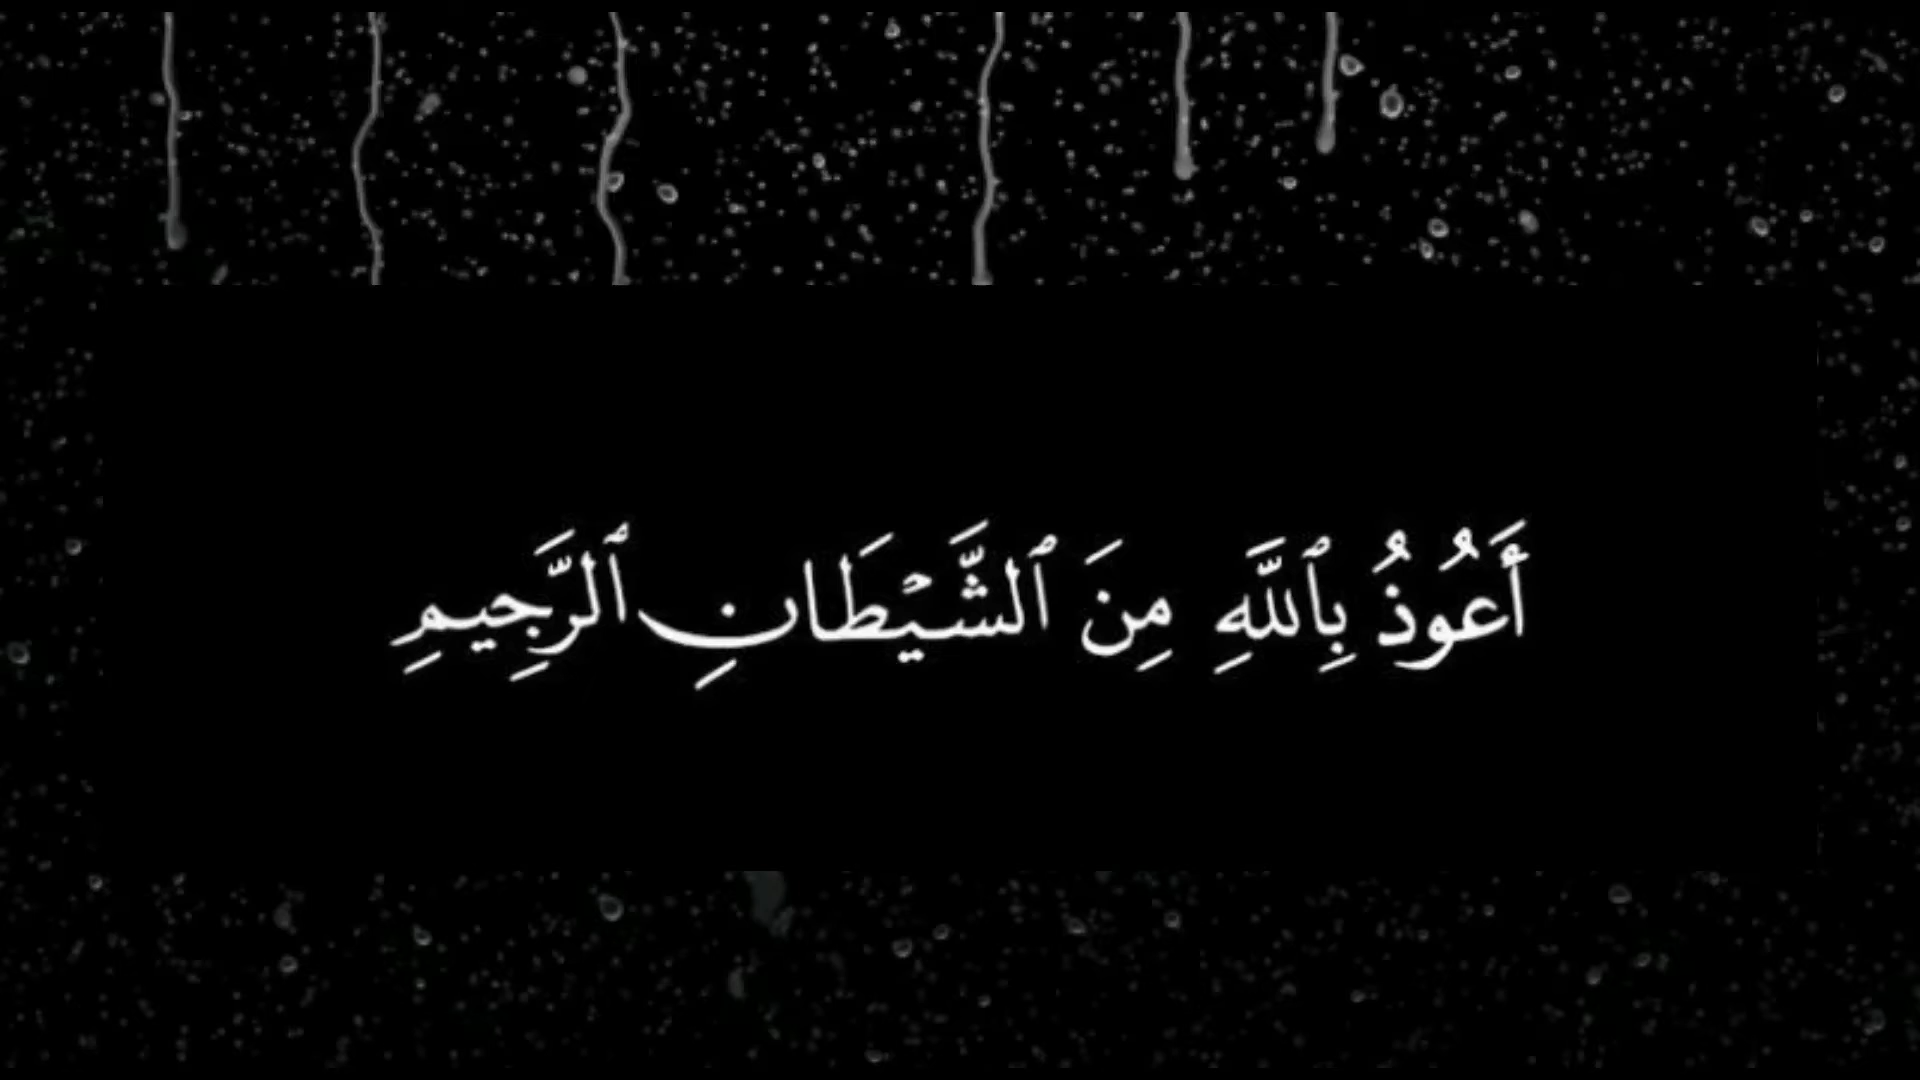 أَعُوذُ بِٱللَّهِ مِنَ ٱلشَّيۡطَانِ ٱلرَّجِيمِ